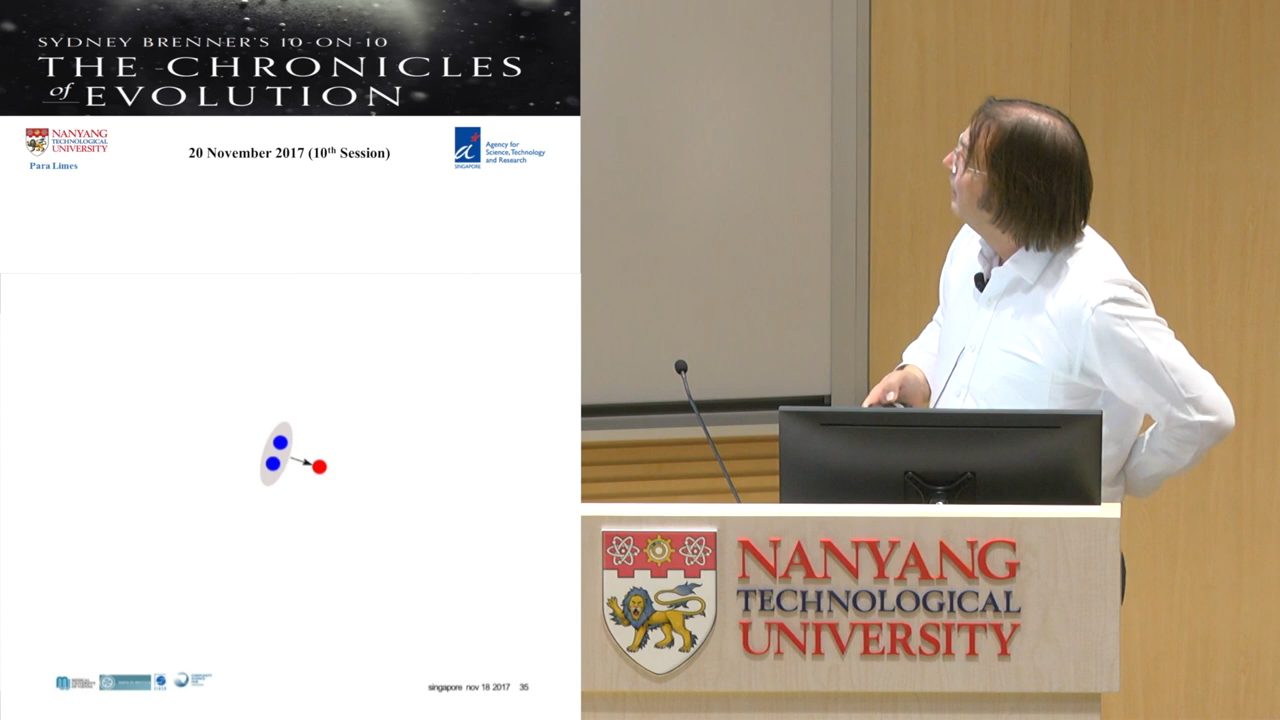 SYDNEY BRENNER'S 10-ON-10
THE CHRONICLES
of EVOLUTION
NANYANG
TECHNOLOGICAL
UNIVERSITY
Para Limes
20 November 2017 (10th Session)
SINGAPORE
Agency for
Science, Technology
and Research
singapore nov 18 2017 35
NANYANG
TECHNOLOGICAL
UNIVERSITY